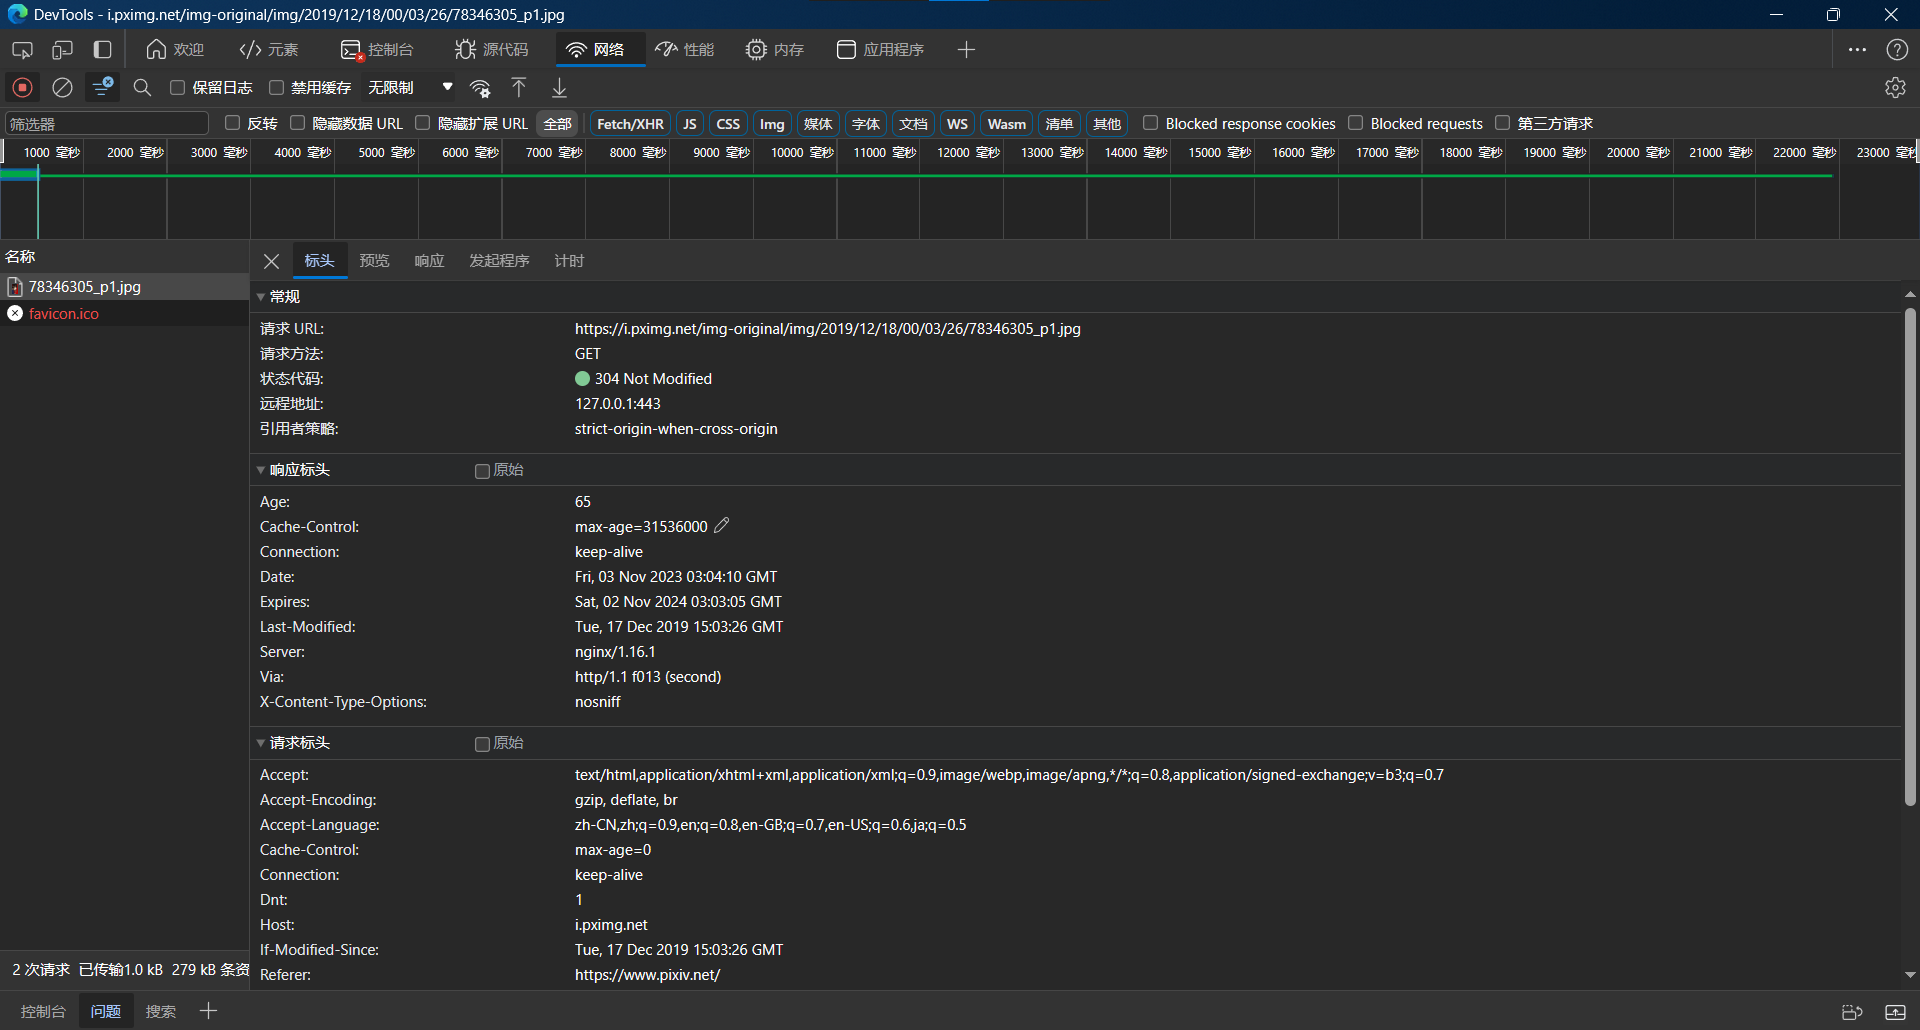 DevTools - i.pximg.net/img-original/img/2019/12/18/00/03/26/78346305_p1.jpg
欢迎 元素 控制台 源代码 网络 性能 内存 应用程序
保留日志 禁用缓存 无限制
筛选器 反转 隐藏数据 URL 隐藏扩展 URL 全部 Fetch/XHR JS CSS Img 媒体 字体 文档 WS Wasm 清单 其他 Blocked response cookies Blocked requests 第三方请求
1000 毫秒 2000 毫秒 3000 毫秒 4000 毫秒 5000 毫秒 6000 毫秒 7000 毫秒 8000 毫秒 9000 毫秒 10000 毫秒 11000 毫秒 12000 毫秒 13000 毫秒 14000 毫秒 15000 毫秒 16000 毫秒 17000 毫秒 18000 毫秒 19000 毫秒 20000 毫秒 21000 毫秒 22000 毫秒 23000 毫秒
名称
78346305_p1.jpg
favicon.ico
标头 预览 响应 发起程序 计时
常规
请求 URL: https://i.pximg.net/img-original/img/2019/12/18/00/03/26/78346305_p1.jpg
请求方法: GET
状态代码: 304 Not Modified
远程地址: 127.0.0.1:443
引用者策略: strict-origin-when-cross-origin
响应标头 原始
Age: 65
Cache-Control: max-age=31536000
Connection: keep-alive
Date: Fri, 03 Nov 2023 03:04:10 GMT
Expires: Sat, 02 Nov 2024 03:03:05 GMT
Last-Modified: Tue, 17 Dec 2019 15:03:26 GMT
Server: nginx/1.16.1
Via: http/1.1 f013 (second)
X-Content-Type-Options: nosniff
请求标头 原始
Accept: text/html,application/xhtml+xml,application/xml;q=0.9,image/webp,image/apng,*/*;q=0.8,application/signed-exchange;v=b3;q=0.7
Accept-Encoding: gzip, deflate, br
Accept-Language: zh-CN,zh;q=0.9,en;q=0.8,en-GB;q=0.7,en-US;q=0.6,ja;q=0.5
Cache-Control: max-age=0
Connection: keep-alive
Dnt: 1
Host: i.pximg.net
If-Modified-Since: Tue, 17 Dec 2019 15:03:26 GMT
Referer: https://www.pixiv.net/
2 次请求 已传输1.0 kB 279 kB 条资
控制台 问题 搜索